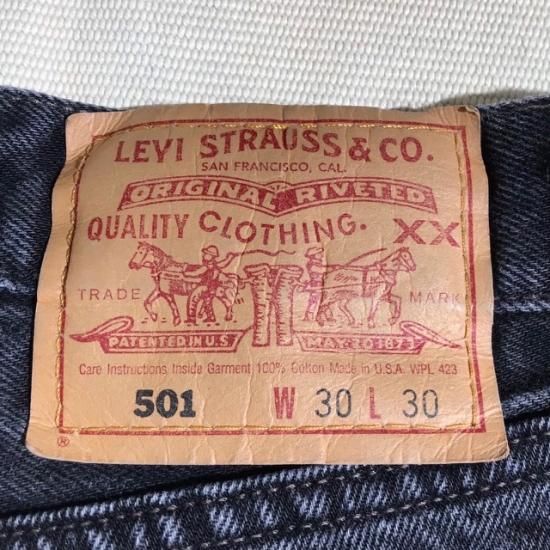 LEVI STRAUSS & CO.
SAN FRANCISCO, CAL.
ORIGINAL RIVETED
QUALITY CLOTHING. XX
TRADE MARK
PATENTED IN U.S. MAY 20 1873
Care Instructions Inside Garment 100% Cotton Made in U.S.A. WPL 423
501 W 30 L 30
®